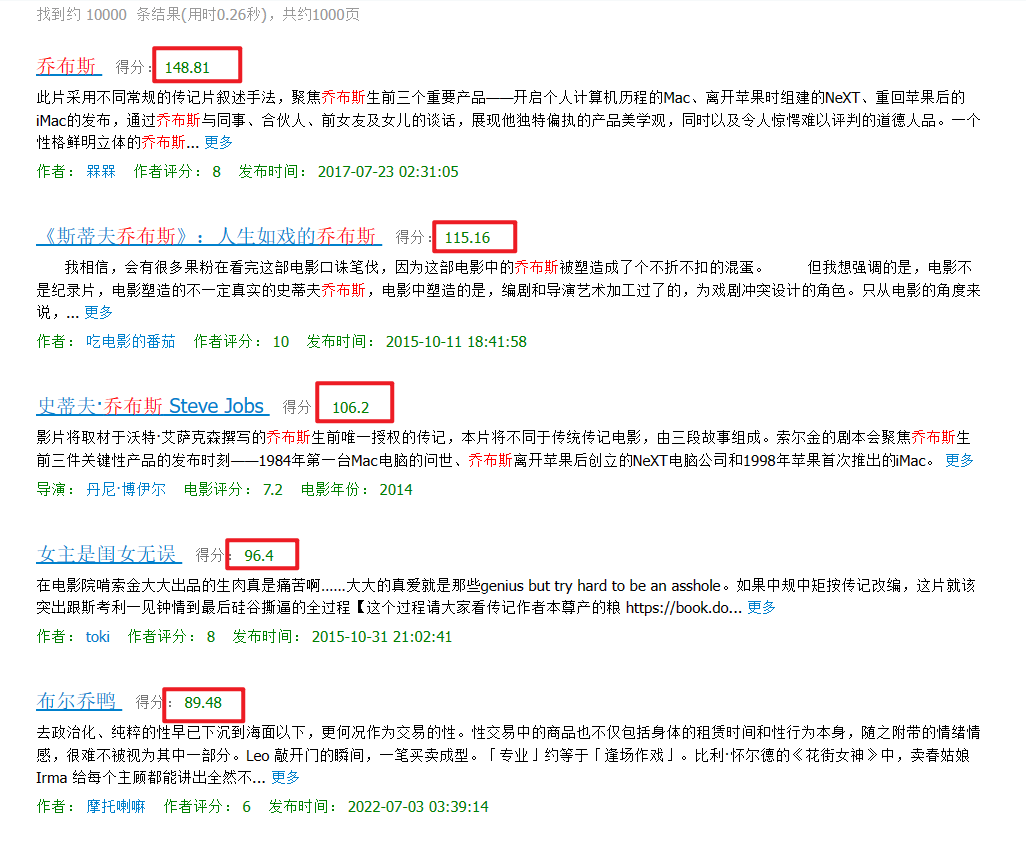 找到约 10000 条结果(用时0.26秒)，共约1000页
乔布斯 得分：148.81
此片采用不同常规的传记片叙述手法，聚焦乔布斯生前三个重要产品——开启个人计算机历程的Mac、离开苹果时组建的NeXT、重回苹果后的
iMac的发布，通过乔布斯与同事、合伙人、前女友及女儿的谈话，展现他独特偏执的产品美学观，同时以及令人惊愕难以评判的道德人品。一个
性格鲜明立体的乔布斯... 更多
作者： 槑槑 作者评分： 8 发布时间： 2017-07-23 02:31:05
《斯蒂夫乔布斯》：人生如戏的乔布斯 得分：115.16
我相信，会有很多果粉在看完这部电影口诛笔伐，因为这部电影中的乔布斯被塑造成了个不折不扣的混蛋。 但我想强调的是，电影不
是纪录片，电影塑造的不一定真实的史蒂夫乔布斯，电影中塑造的是，编剧和导演艺术加工过了的，为戏剧冲突设计的角色。只从电影的角度来
说，... 更多
作者： 吃电影的番茄 作者评分： 10 发布时间： 2015-10-11 18:41:58
史蒂夫·乔布斯 Steve Jobs 得分 106.2
影片将取材于沃特·艾萨克森撰写的乔布斯生前唯一授权的传记，本片将不同于传统传记电影，由三段故事组成。索尔金的剧本会聚焦乔布斯生
前三件关键性产品的发布时刻——1984年第一台Mac电脑的问世、乔布斯离开苹果后创立的NeXT电脑公司和1998年苹果首次推出的iMac。 更多
导演： 丹尼·博伊尔 电影评分： 7.2 电影年份： 2014
女主是闺女无误 得分：96.4
在电影院啃索金大大出品的生肉真是痛苦啊......大大的真爱就是那些genius but try hard to be an asshole。如果中规中矩按传记改编，这片就该
突出跟斯考利一见钟情到最后硅谷撕逼的全过程【这个过程请大家看传记作者本尊产的粮 https://book.do... 更多
作者： toki 作者评分： 8 发布时间： 2015-10-31 21:02:41
布尔乔鸭 得分：89.48
去政治化、纯粹的性早已下沉到海面以下，更何况作为交易的性。性交易中的商品也不仅包括身体的租赁时间和性行为本身，随之附带的情绪情
感，很难不被视为其中一部分。Leo 敲开门的瞬间，一笔买卖成型。「专业」约等于「逢场作戏」。比利·怀尔德的《花街女神》中，卖春姑娘
Irma 给每个主顾都能讲出全然不... 更多
作者： 摩托喇嘛 作者评分： 6 发布时间： 2022-07-03 03:39:14